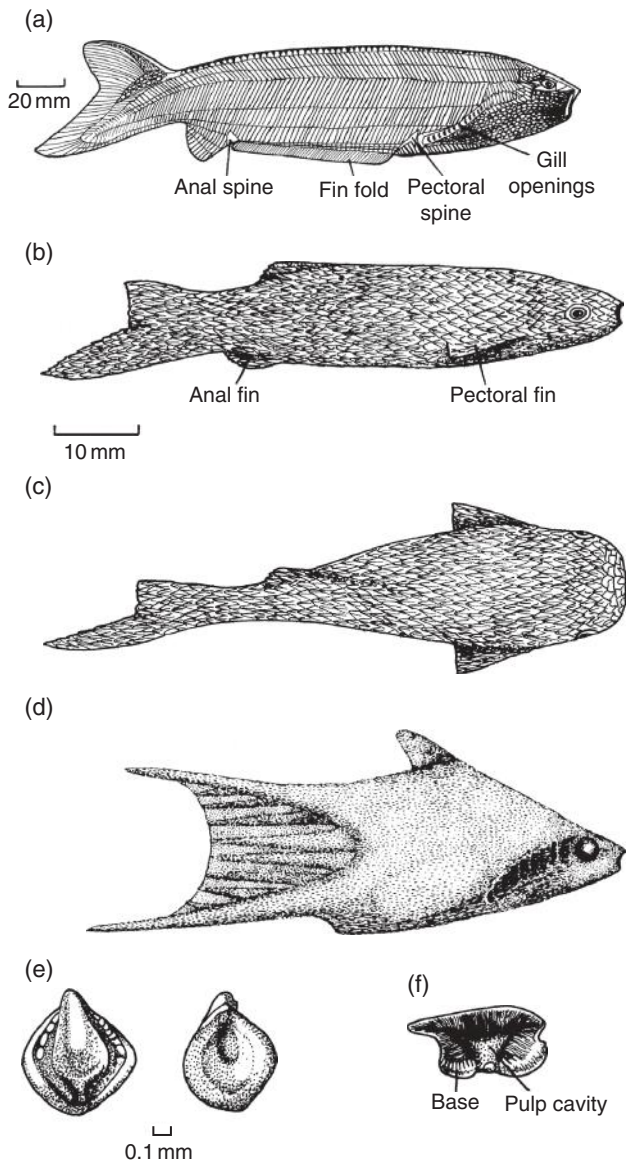 (a)
20 mm
Anal spine
Fin fold
Pectoral
spine
Gill
openings
(b)
Anal fin
Pectoral fin
10 mm
(c)
(d)
(e)
(f)
Base
Pulp cavity
0.1 mm